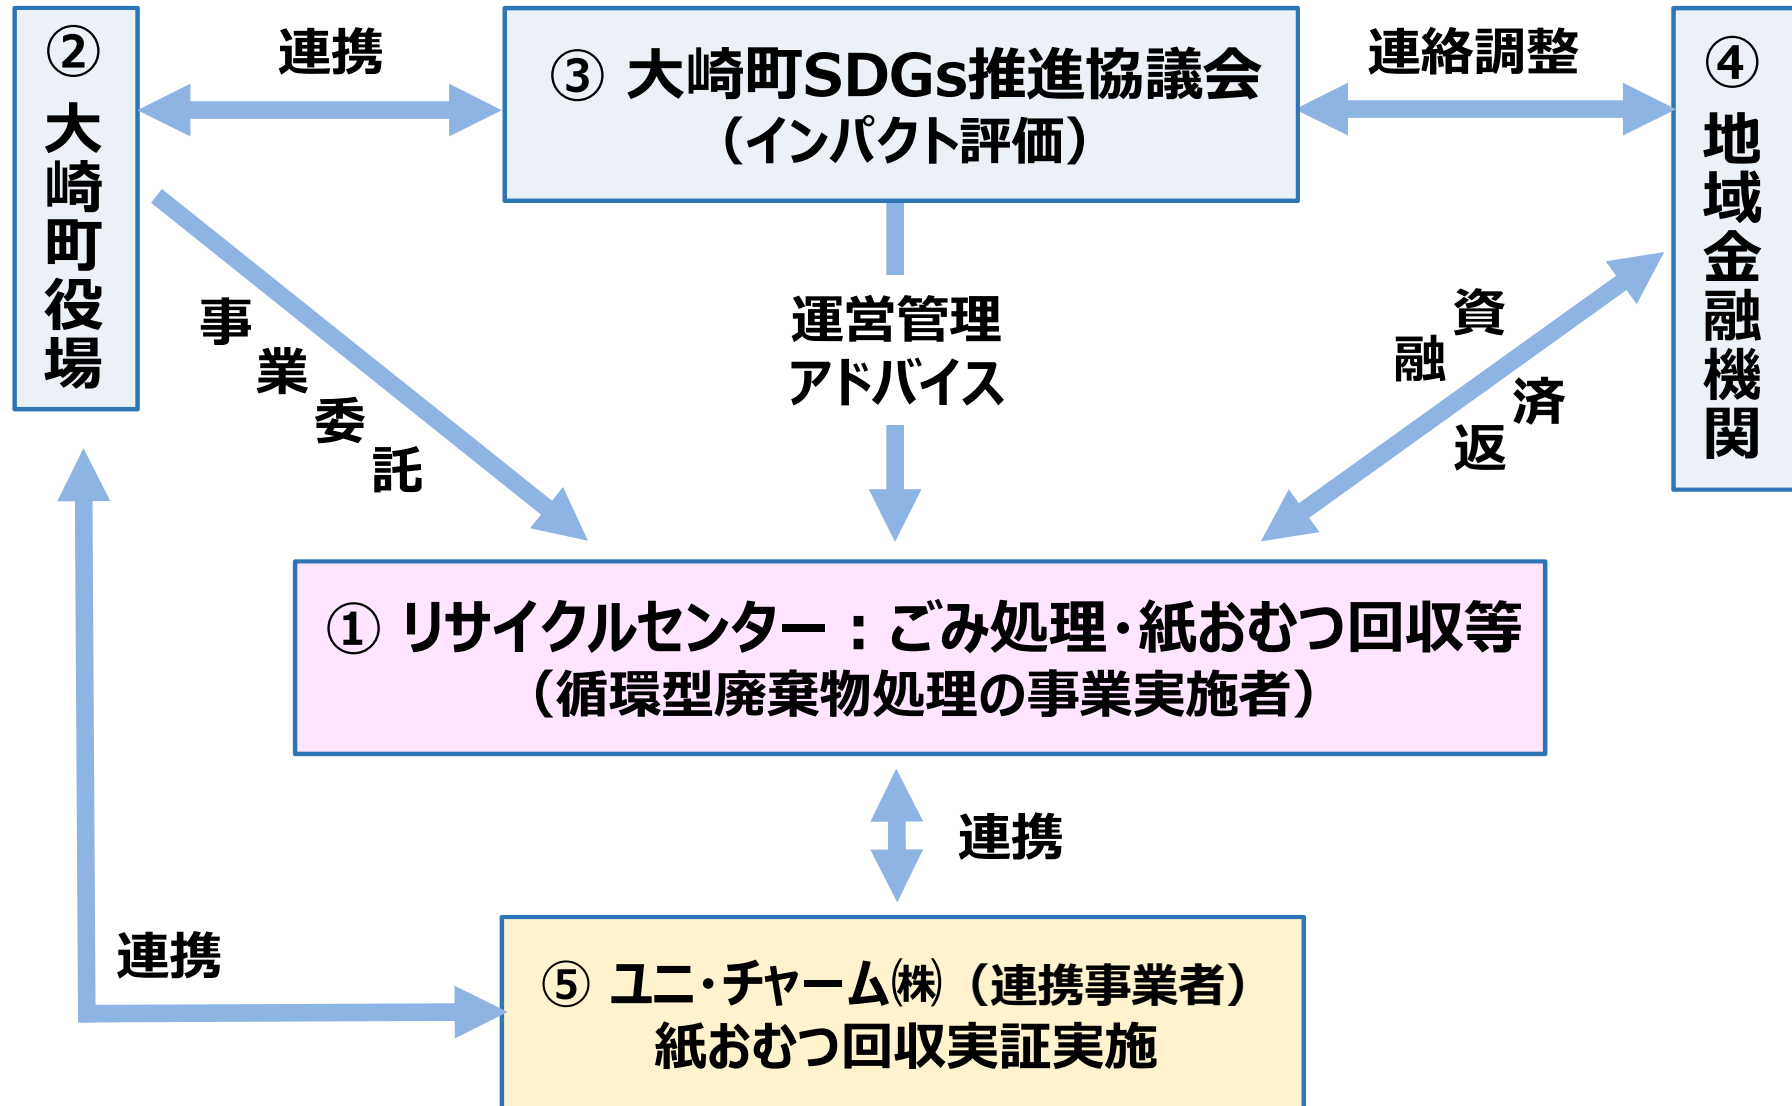 ② 大崎町役場
連携
③ 大崎町SDGs推進協議会
（インパクト評価）
連絡調整
④ 地域金融機関
事業委託
運営管理
アドバイス
融資
返済
① リサイクルセンター：ごみ処理・紙おむつ回収等
（循環型廃棄物処理の事業実施者）
連携
連携
⑤ ユニ・チャーム㈱（連携事業者）
紙おむつ回収実証実施